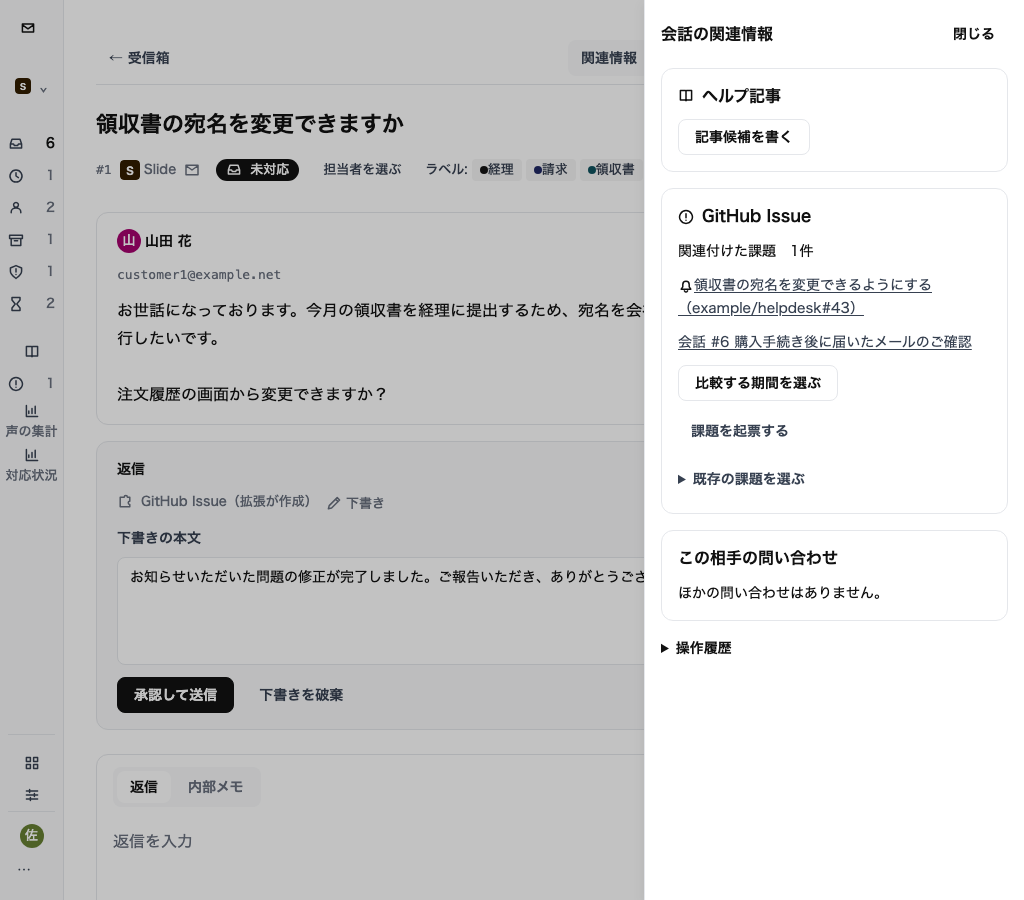 S
6
1
2
1
1
2
1
声の集計
対応状況
佐
...
← 受信箱
関連情報
領収書の宛名を変更できますか
#1 S Slide 未対応 担当者を選ぶ ラベル: 経理 請求 領収書
山 山田 花
customer1@example.net
お世話になっております。今月の領収書を経理に提出するため、宛名を会
行したいです。
注文履歴の画面から変更できますか？
返信
GitHub Issue（拡張が作成） 下書き
下書きの本文
お知らせいただいた問題の修正が完了しました。ご報告いただき、ありがとうござ
承認して送信 下書きを破棄
返信 内部メモ
返信を入力
会話の関連情報 閉じる
ヘルプ記事
記事候補を書く
GitHub Issue
関連付けた課題 1件
領収書の宛名を変更できるようにする
（example/helpdesk#43）
会話 #6 購入手続き後に届いたメールのご確認
比較する期間を選ぶ
課題を起票する
▶ 既存の課題を選ぶ
この相手の問い合わせ
ほかの問い合わせはありません。
▶ 操作履歴